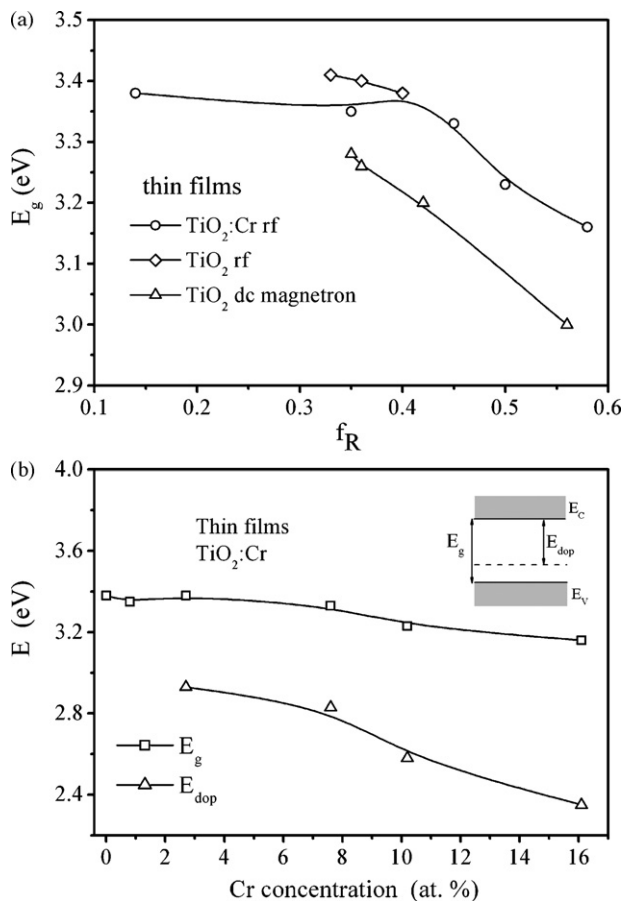 (a)
3.5
3.4
3.3
3.2
3.1
3.0
2.9
E_g (eV)
thin films
TiO₂:Cr rf
TiO₂ rf
TiO₂ dc magnetron
0.1 0.2 0.3 0.4 0.5 0.6
f_R
(b)
4.0
3.6
3.2
2.8
2.4
E (eV)
Thin films
TiO₂:Cr
E_C
E_g
E_dop
E_V
E_g
E_dop
0 2 4 6 8 10 12 14 16
Cr concentration (at. %)